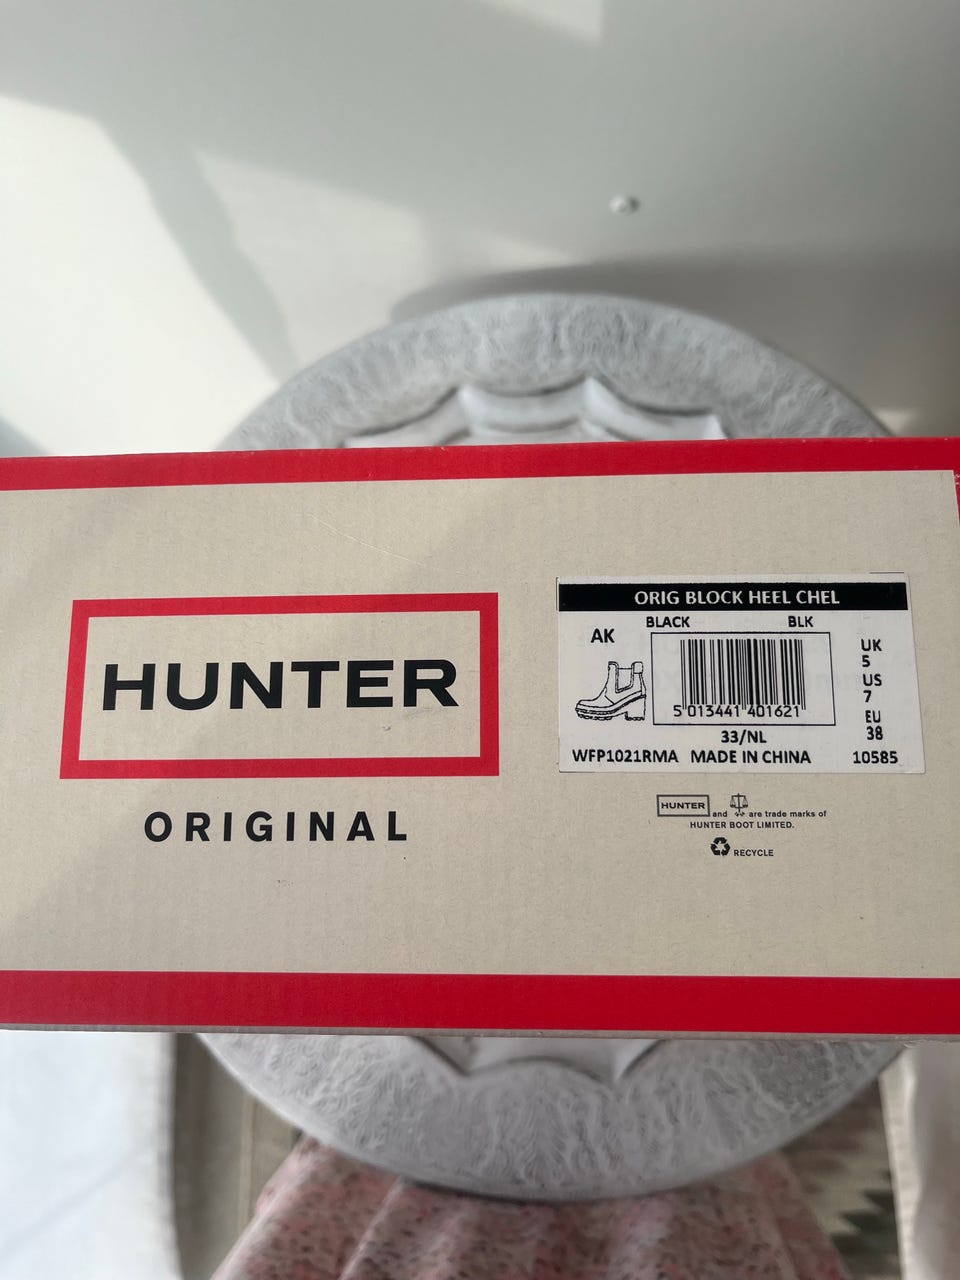 HUNTER
ORIGINAL
ORIG BLOCK HEEL CHEL
BLACK BLK
AK
UK
5
US
7
EU
38
5 013441 401621
33/NL
WFP1021RMA MADE IN CHINA 10585
HUNTER and are trade marks of
HUNTER BOOT LIMITED.
RECYCLE